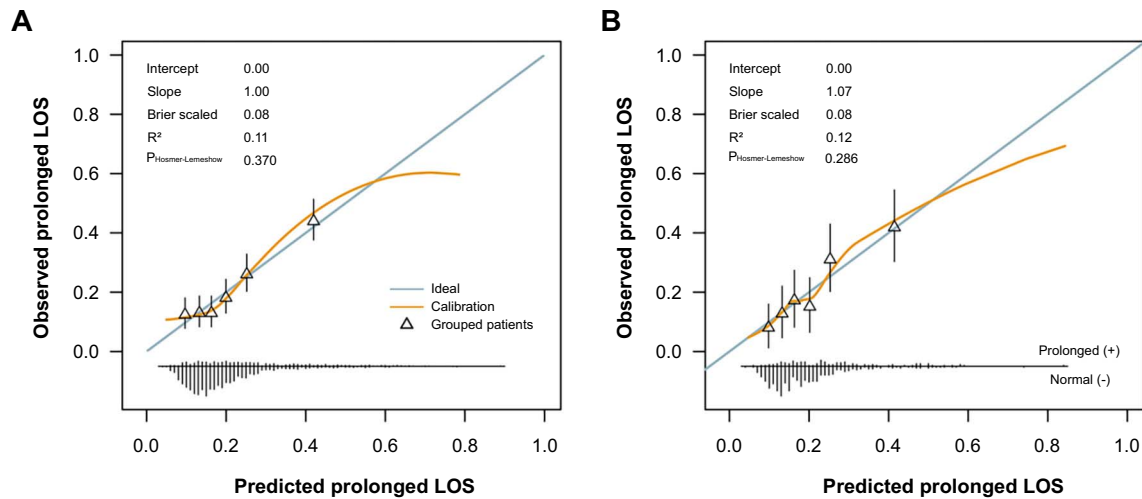 A
Observed prolonged LOS
1.0
0.8
0.6
0.4
0.2
0.0
Intercept 0.00
Slope 1.00
Brier scaled 0.08
R² 0.11
PHosmer-Lemeshow 0.370
Ideal
Calibration
Grouped patients
0.0 0.2 0.4 0.6 0.8 1.0
Predicted prolonged LOS
B
Observed prolonged LOS
1.0
0.8
0.6
0.4
0.2
0.0
Intercept 0.00
Slope 1.07
Brier scaled 0.08
R² 0.12
PHosmer-Lemeshow 0.286
Prolonged (+)
Normal (-)
0.0 0.2 0.4 0.6 0.8 1.0
Predicted prolonged LOS